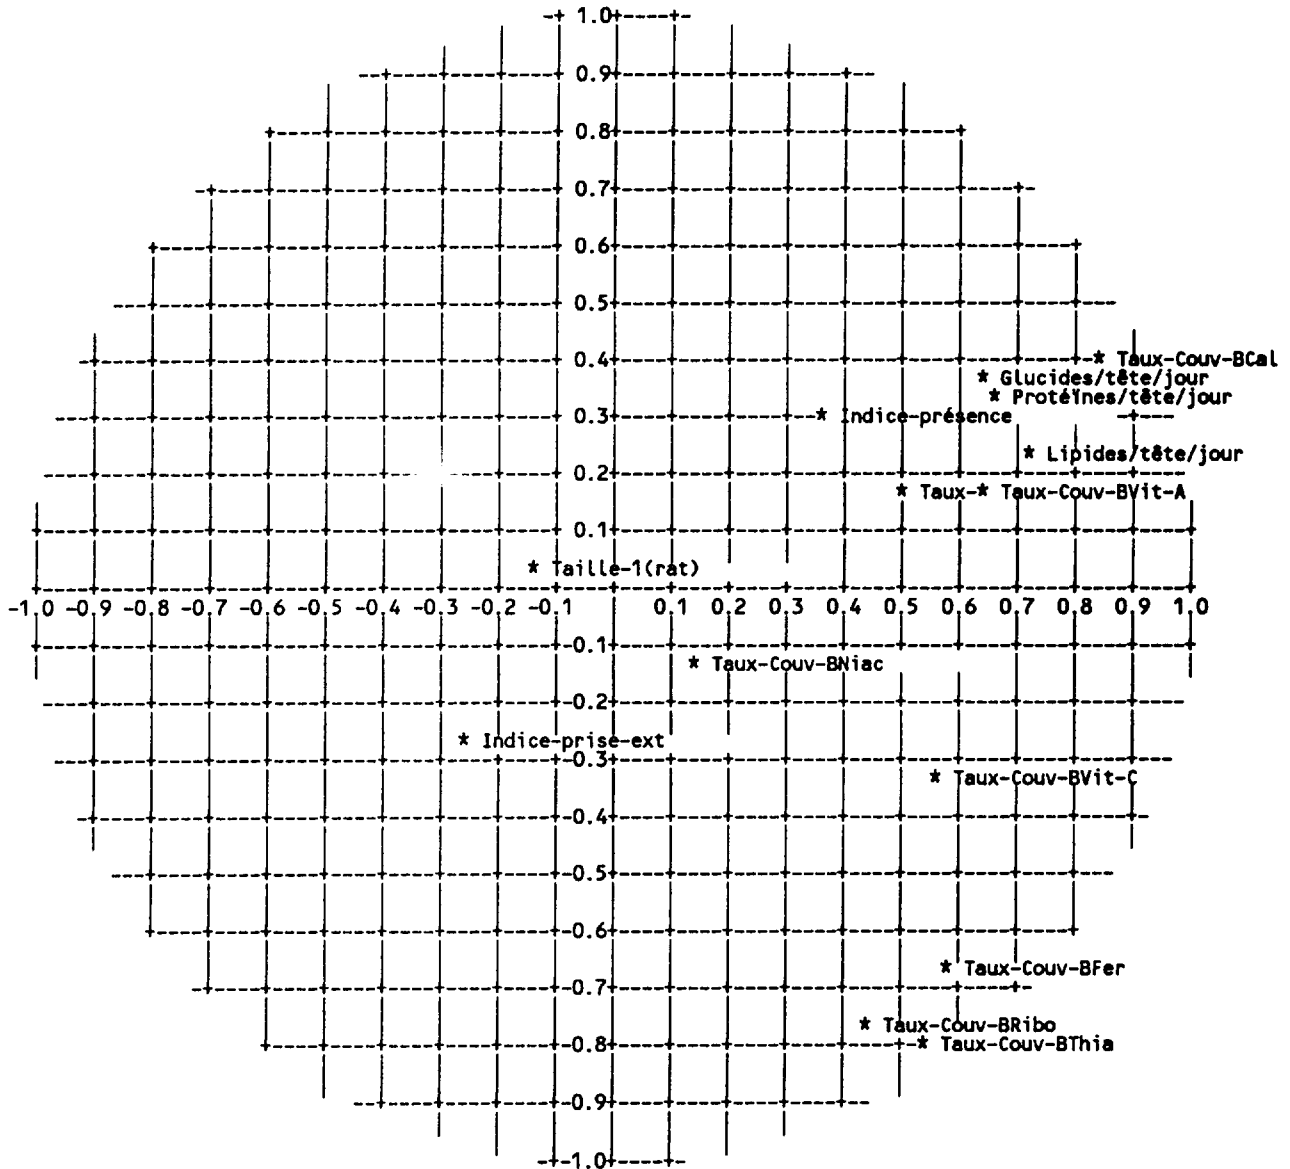 1.0
0.9
0.8
0.7
0.6
0.5
0.4 * Taux-Couv-BCal
* Glucides/tête/jour
* Protéïnes/tête/jour
0.3 * Indice-présence
* Lipides/tête/jour
0.2
* Taux-* Taux-Couv-BVit-A
0.1
* Taille-1(rat)
-1.0 -0.9 -0.8 -0.7 -0.6 -0.5 -0.4 -0.3 -0.2 -0.1 0.1 0.2 0.3 0.4 0.5 0.6 0.7 0.8 0.9 1.0
-0.1
* Taux-Couv-BNiac
-0.2
* Indice-prise-ext
-0.3
* Taux-Couv-BVit-C
-0.4
-0.5
-0.6
* Taux-Couv-BFer
-0.7
* Taux-Couv-BRibo
-0.8 * Taux-Couv-BThia
-0.9
-1.0